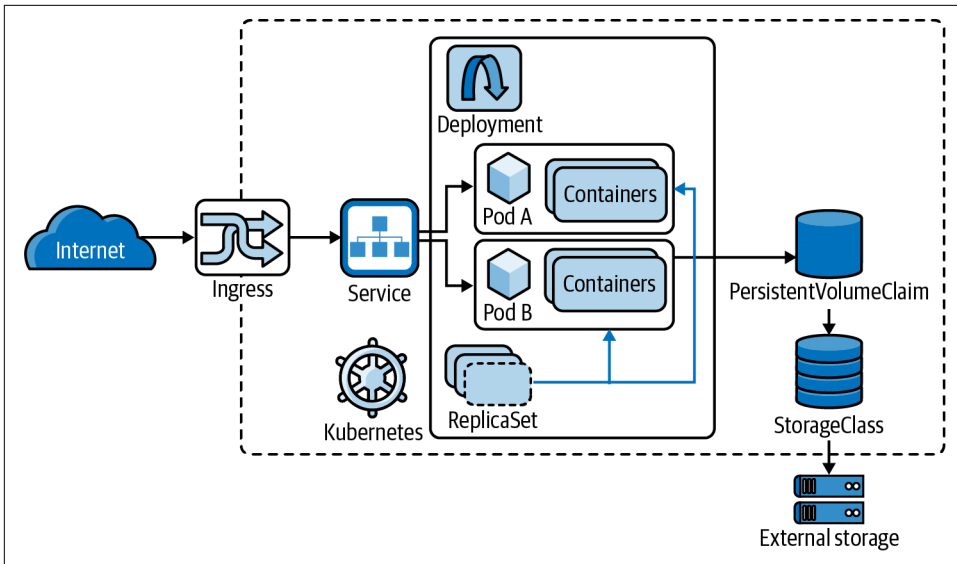 Deployment
Containers
Pod A
Internet
Containers
Ingress
Service
Pod B
PersistentVolumeClaim
Kubernetes
ReplicaSet
StorageClass
External storage